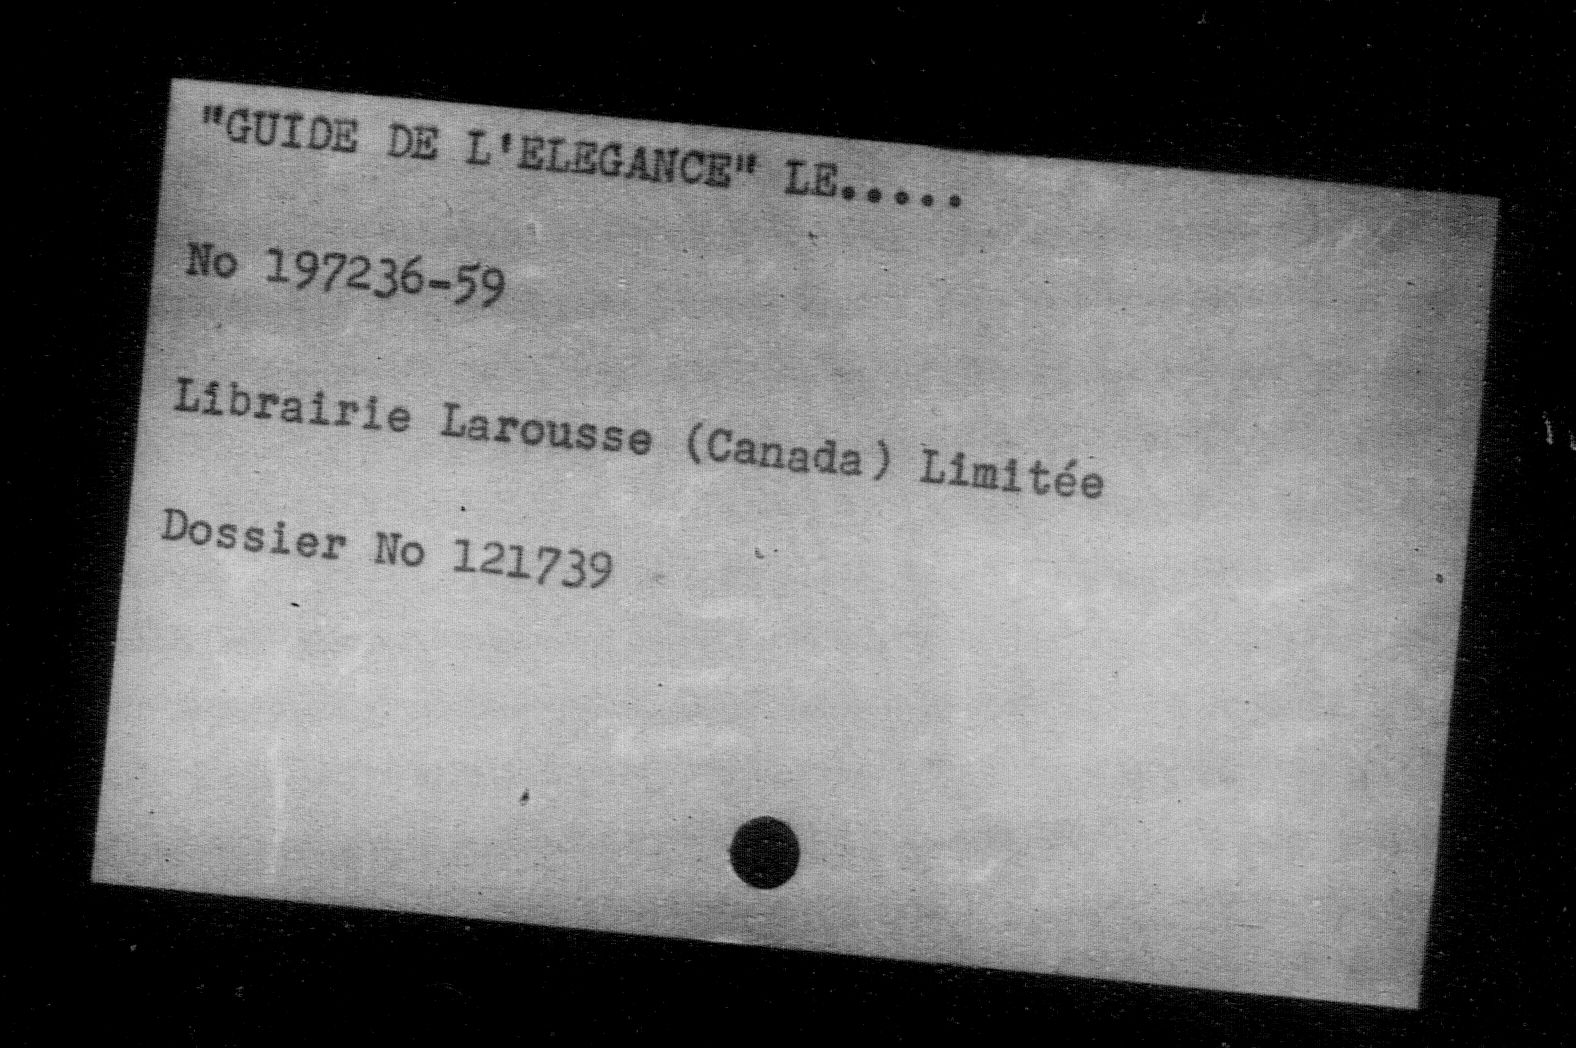 "GUIDE DE L'ELEGANCE" LE.....
No 197236-59
Librairie Larousse (Canada) Limitée
Dossier No 121739